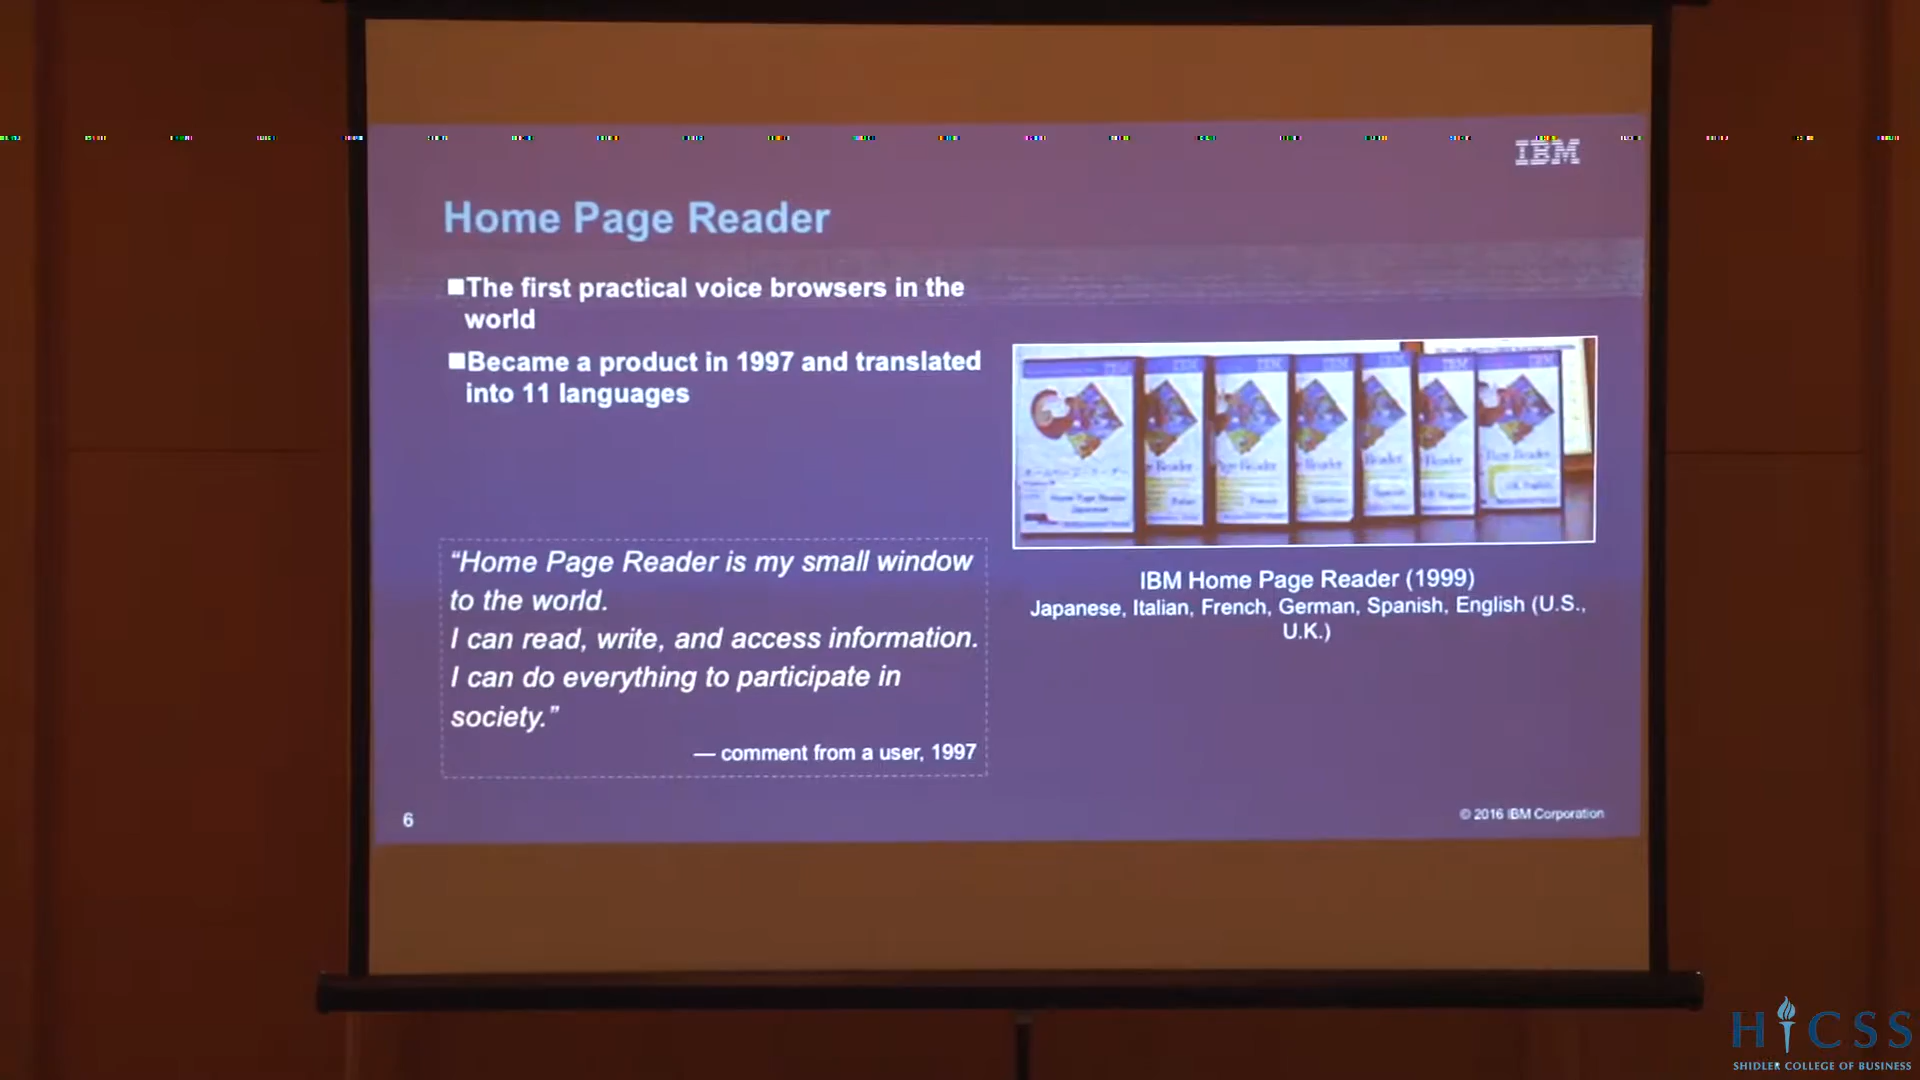 IBM
Home Page Reader
■The first practical voice browsers in the
world
■Became a product in 1997 and translated
into 11 languages
“Home Page Reader is my small window
to the world.
I can read, write, and access information.
I can do everything to participate in
society.”
— comment from a user, 1997
IBM Home Page Reader (1999)
Japanese, Italian, French, German, Spanish, English (U.S.,
U.K.)
6
© 2016 IBM Corporation
HICSS
SHIDLER COLLEGE OF BUSINESS